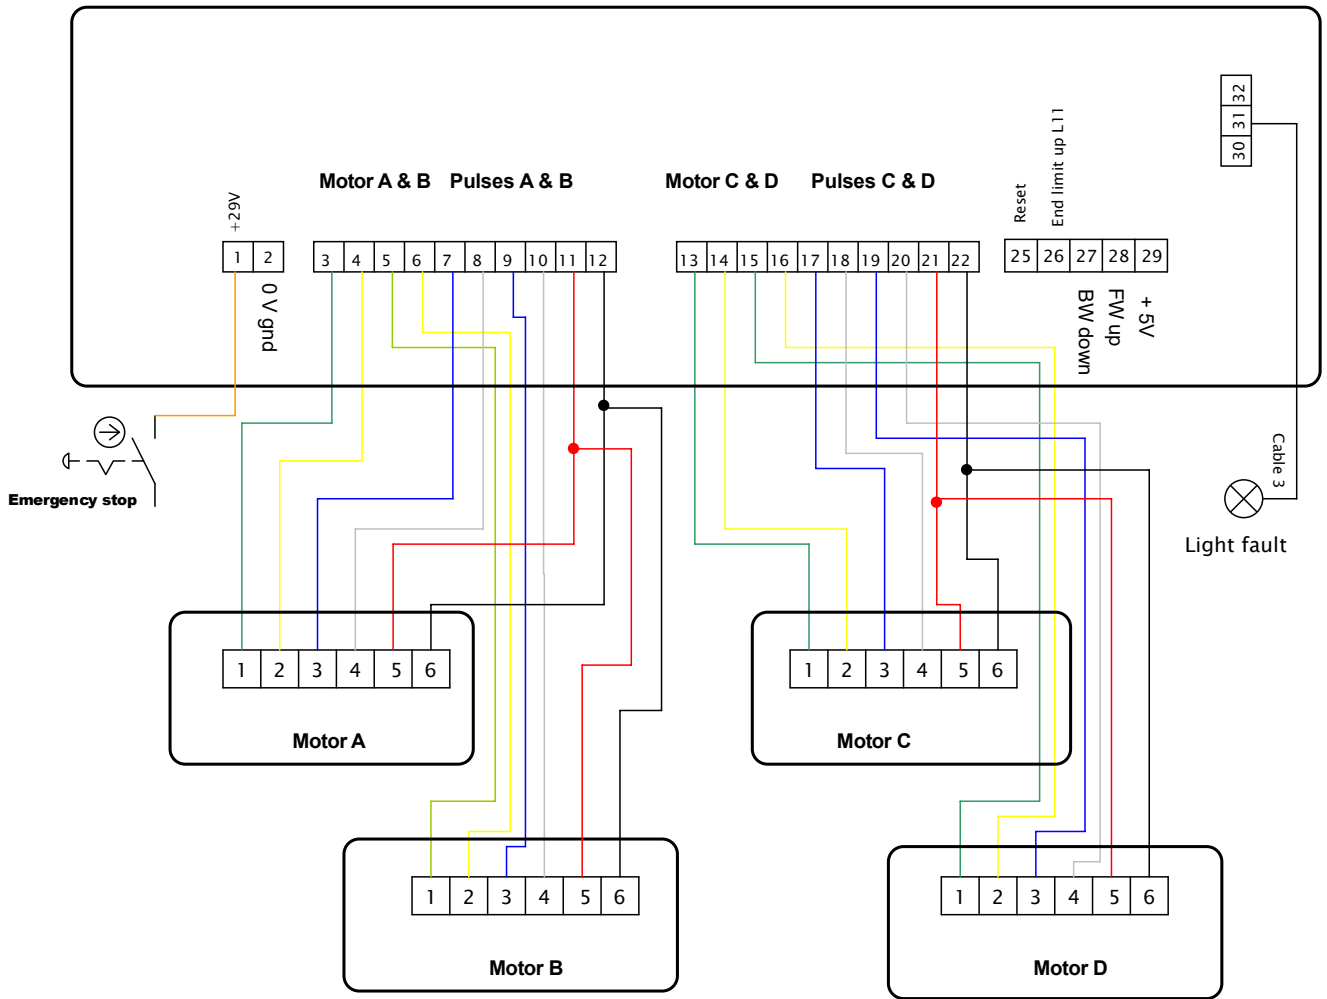 32
31
30
End limit up L11
Motor A & B Pulses A & B Motor C & D Pulses C & D
Reset
+29V
1 2 3 4 5 6 7 8 9 10 11 12 13 14 15 16 17 18 19 20 21 22 25 26 27 28 29
0 V gnd
BW down
FW up
+ 5V
Cable 3
Emergency stop
Light fault
1 2 3 4 5 6 1 2 3 4 5 6
Motor A Motor C
1 2 3 4 5 6 1 2 3 4 5 6
Motor B Motor D